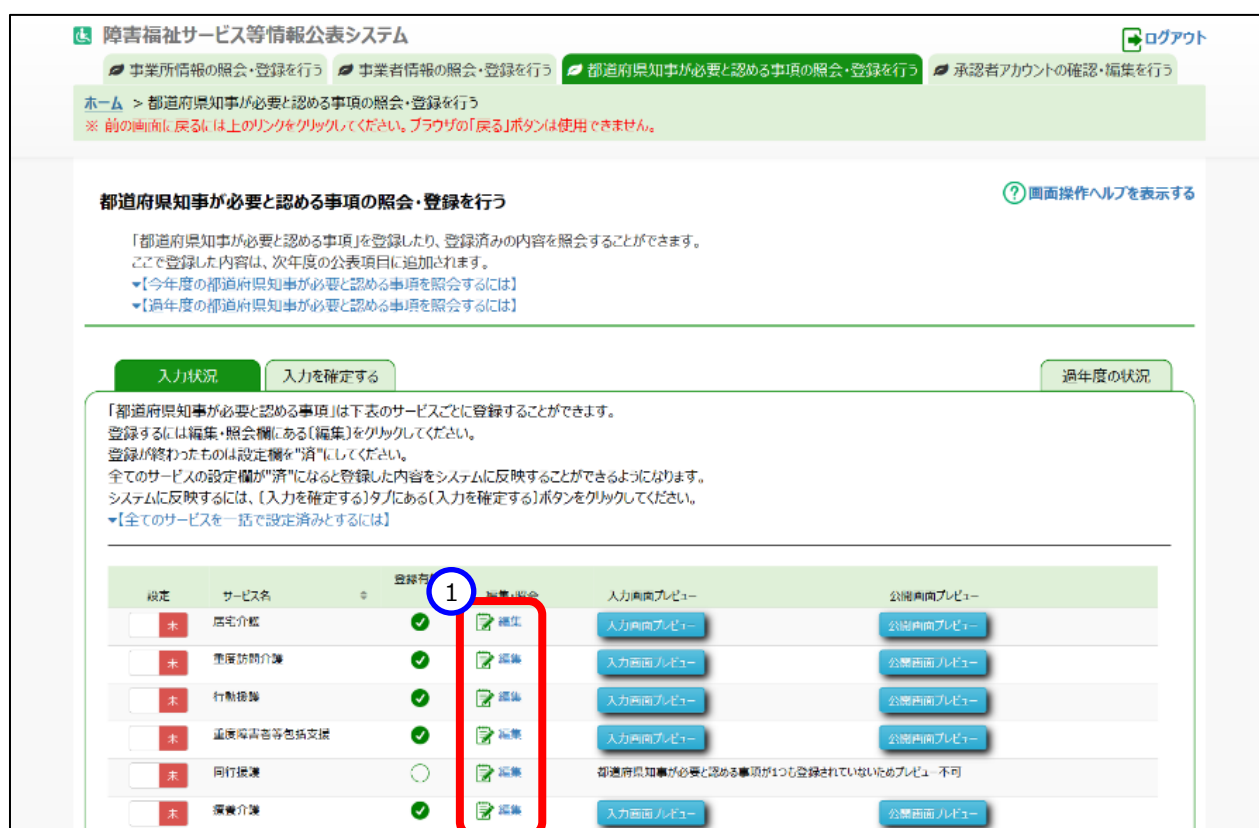 障害福祉サービス等情報公表システム
ログアウト
事業所情報の照会・登録を行う 事業者情報の照会・登録を行う 都道府県知事が必要と認める事項の照会・登録を行う 承認者アカウントの確認・編集を行う
ホーム > 都道府県知事が必要と認める事項の照会・登録を行う
※ 前の画面に戻るには上のリンクをクリックしてください。ブラウザの「戻る」ボタンは使用できません。
都道府県知事が必要と認める事項の照会・登録を行う
?画面操作ヘルプを表示する
「都道府県知事が必要と認める事項」を登録したり、登録済みの内容を照会することができます。
ここで登録した内容は、次年度の公表項目に追加されます。
▼【今年度の都道府県知事が必要と認める事項を照会するには】
▼【過年度の都道府県知事が必要と認める事項を照会するには】
入力状況 入力を確定する 過年度の状況
「都道府県知事が必要と認める事項」は下表のサービスごとに登録することができます。
登録するには編集・照会欄にある〔編集〕をクリックしてください。
登録が終わったものは設定欄を"済"にしてください。
全てのサービスの設定欄が"済"になると登録した内容をシステムに反映することができるようになります。
システムに反映するには、〔入力を確定する〕タブにある〔入力を確定する〕ボタンをクリックしてください。
▼【全てのサービスを一括で設定済みとするには】
設定 サービス名 登録有 1 編集・照会 入力画面プレビュー 公開画面プレビュー
未 居宅介護 編集 入力画面プレビュー 公開画面プレビュー
未 重度訪問介護 編集 入力画面プレビュー 公開画面プレビュー
未 行動援護 編集 入力画面プレビュー 公開画面プレビュー
未 重度障害者等包括支援 編集 入力画面プレビュー 公開画面プレビュー
未 同行援護 編集 都道府県知事が必要と認める事項が1つも登録されていないためプレビュー不可
未 療養介護 編集 入力画面プレビュー 公開画面プレビュー